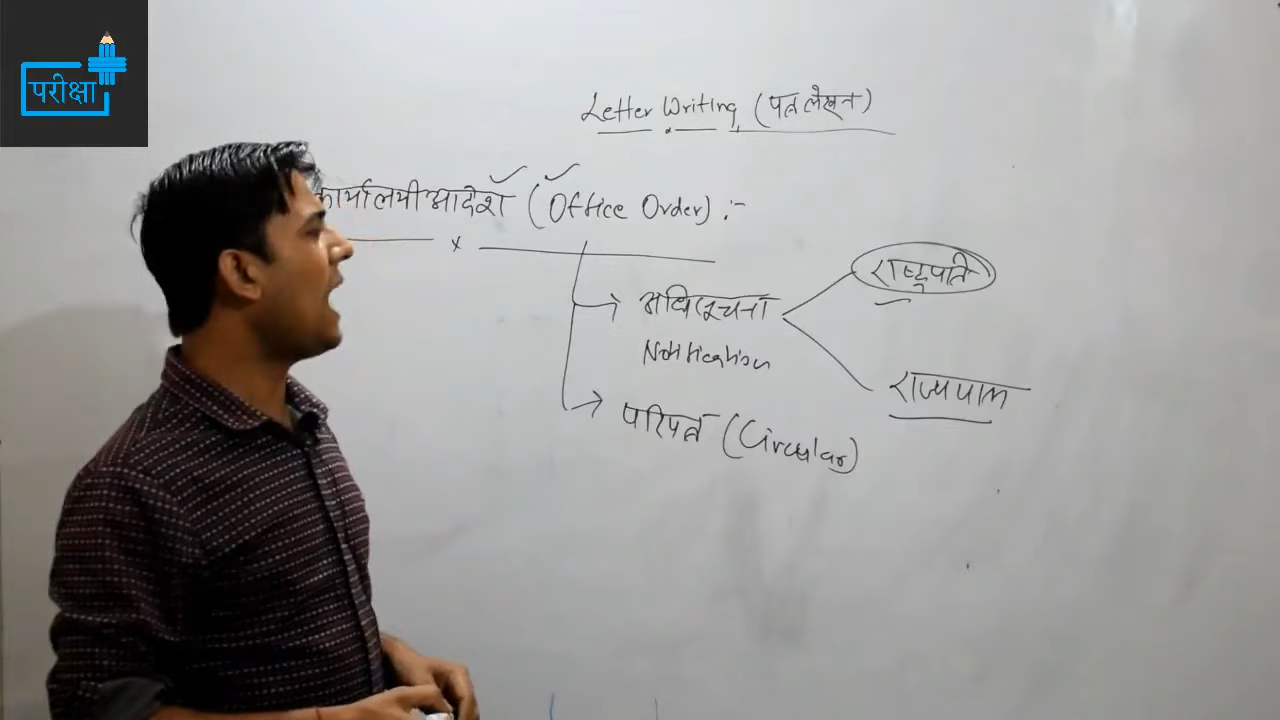 परीक्षा
Letter Writing (पत्र लेखन)
कार्यालयी आदेश (Office Order) :-
अधिसूचना
Notification
राष्ट्रपति
राज्यपाल
परिपत्र (Circular)